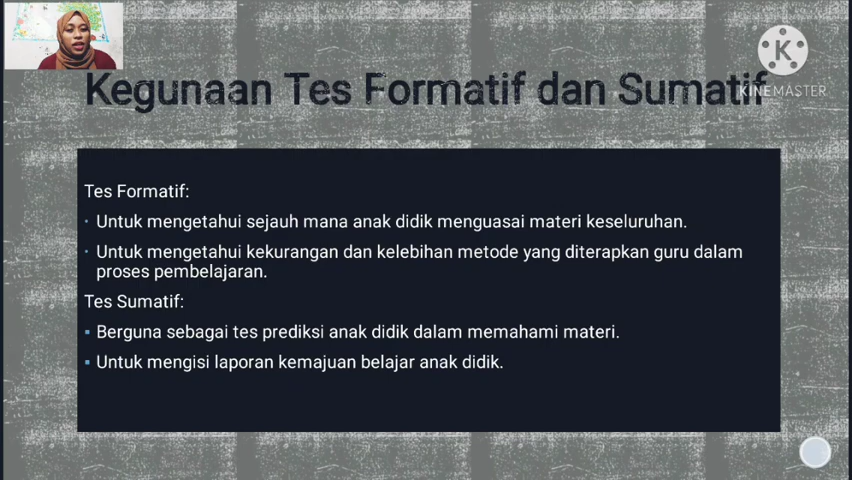 KINEMASTER
Kegunaan Tes Formatif dan Sumatif
Tes Formatif:
· Untuk mengetahui sejauh mana anak didik menguasai materi keseluruhan.
· Untuk mengetahui kekurangan dan kelebihan metode yang diterapkan guru dalam
proses pembelajaran.
Tes Sumatif:
▪ Berguna sebagai tes prediksi anak didik dalam memahami materi.
▪ Untuk mengisi laporan kemajuan belajar anak didik.